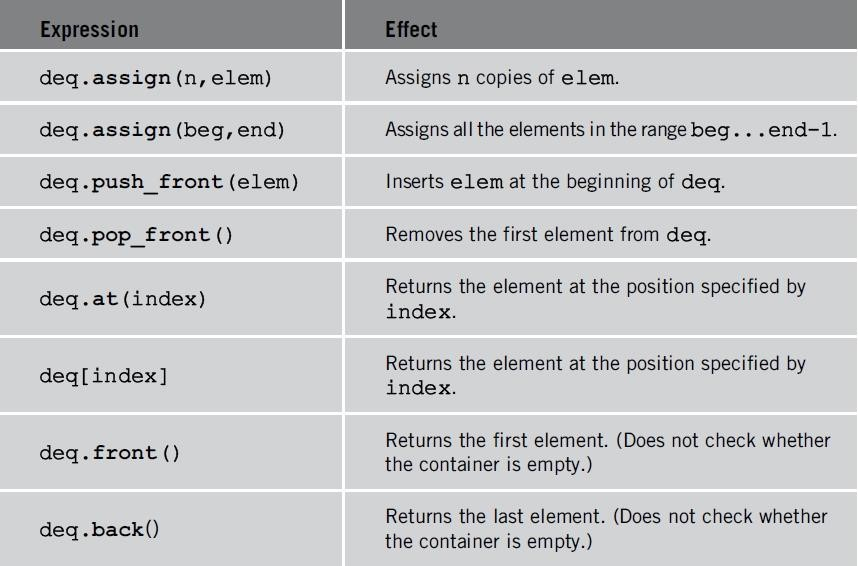 Expression Effect
deq.assign(n,elem) Assigns n copies of elem.
deq.assign(beg,end) Assigns all the elements in the range beg...end-1.
deq.push_front(elem) Inserts elem at the beginning of deq.
deq.pop_front() Removes the first element from deq.
deq.at(index) Returns the element at the position specified by
index.
deq[index] Returns the element at the position specified by
index.
deq.front() Returns the first element. (Does not check whether
the container is empty.)
deq.back() Returns the last element. (Does not check whether
the container is empty.)